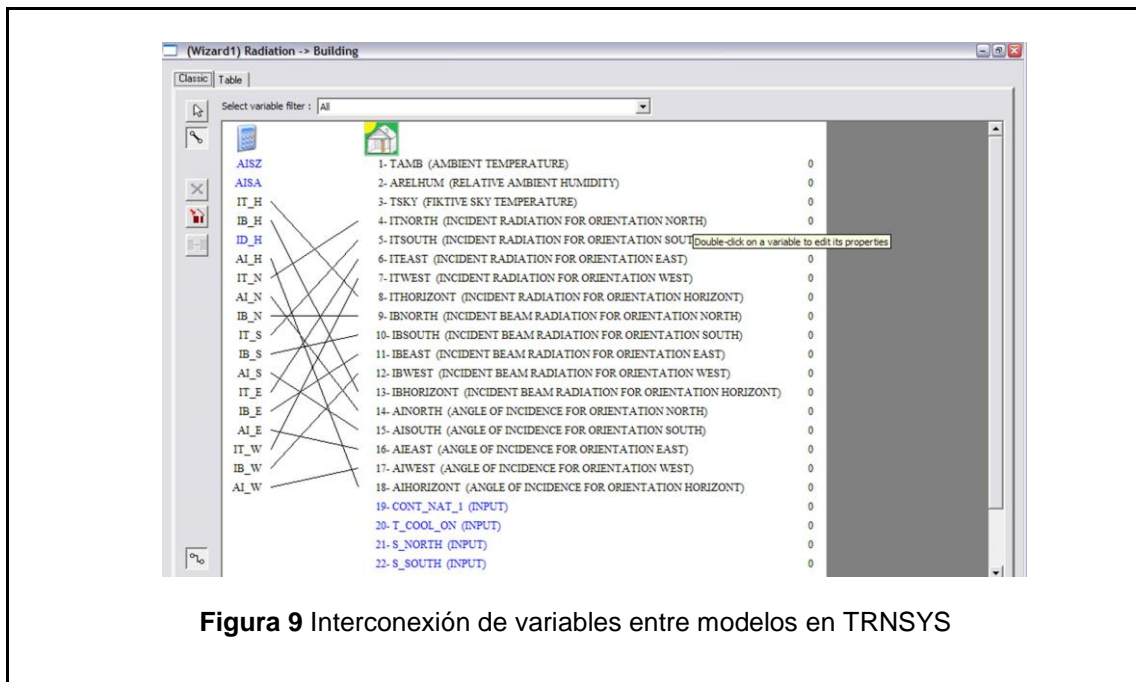 (Wizard1) Radiation -> Building
Classic Table
Select variable filter : All
AISZ 1- TAMB (AMBIENT TEMPERATURE) 0
AISA 2- ARELHUM (RELATIVE AMBIENT HUMIDITY) 0
IT_H 3- TSKY (FIKTIVE SKY TEMPERATURE) 0
IB_H 4- ITNORTH (INCIDENT RADIATION FOR ORIENTATION NORTH) 0
ID_H 5- ITSOUTH (INCIDENT RADIATION FOR ORIENTATION SOUT Double-click on a variable to edit its properties
AI_H 6- ITEAST (INCIDENT RADIATION FOR ORIENTATION EAST) 0
IT_N 7- ITWEST (INCIDENT RADIATION FOR ORIENTATION WEST) 0
AI_N 8- ITHORIZONT (INCIDENT RADIATION FOR ORIENTATION HORIZONT) 0
IB_N 9- IBNORTH (INCIDENT BEAM RADIATION FOR ORIENTATION NORTH) 0
IT_S 10- IBSOUTH (INCIDENT BEAM RADIATION FOR ORIENTATION SOUTH) 0
IB_S 11- IBEAST (INCIDENT BEAM RADIATION FOR ORIENTATION EAST) 0
AI_S 12- IBWEST (INCIDENT BEAM RADIATION FOR ORIENTATION WEST) 0
IT_E 13- IBHORIZONT (INCIDENT BEAM RADIATION FOR ORIENTATION HORIZONT) 0
IB_E 14- AINORTH (ANGLE OF INCIDENCE FOR ORIENTATION NORTH) 0
AI_E 15- AISOUTH (ANGLE OF INCIDENCE FOR ORIENTATION SOUTH) 0
IT_W 16- AIEAST (ANGLE OF INCIDENCE FOR ORIENTATION EAST) 0
IB_W 17- AIWEST (ANGLE OF INCIDENCE FOR ORIENTATION WEST) 0
AI_W 18- AIHORIZONT (ANGLE OF INCIDENCE FOR ORIENTATION HORIZONT) 0
19- CONT_NAT_1 (INPUT) 0
20- T_COOL_ON (INPUT) 0
21- S_NORTH (INPUT) 0
22- S_SOUTH (INPUT) 0
Figura 9 Interconexión de variables entre modelos en TRNSYS